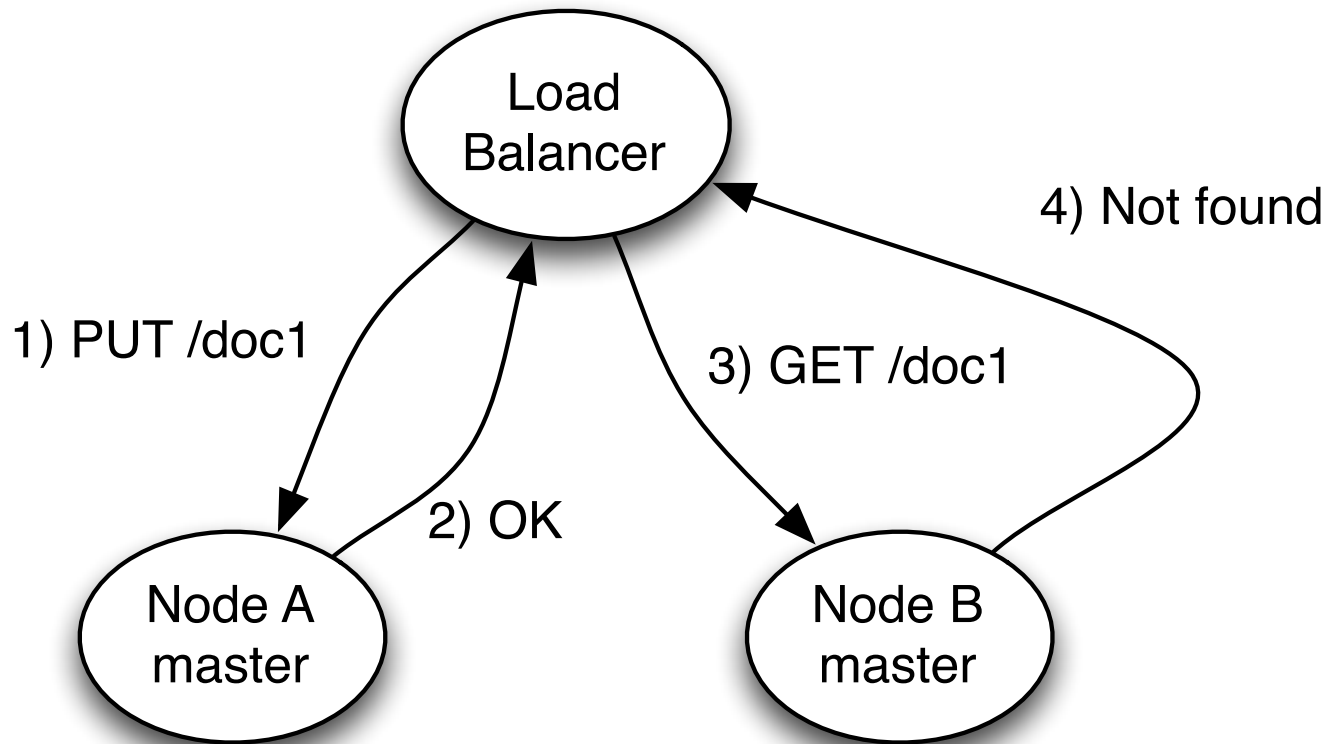 Load
Balancer
4) Not found
1) PUT /doc1
3) GET /doc1
2) OK
Node A
master
Node B
master